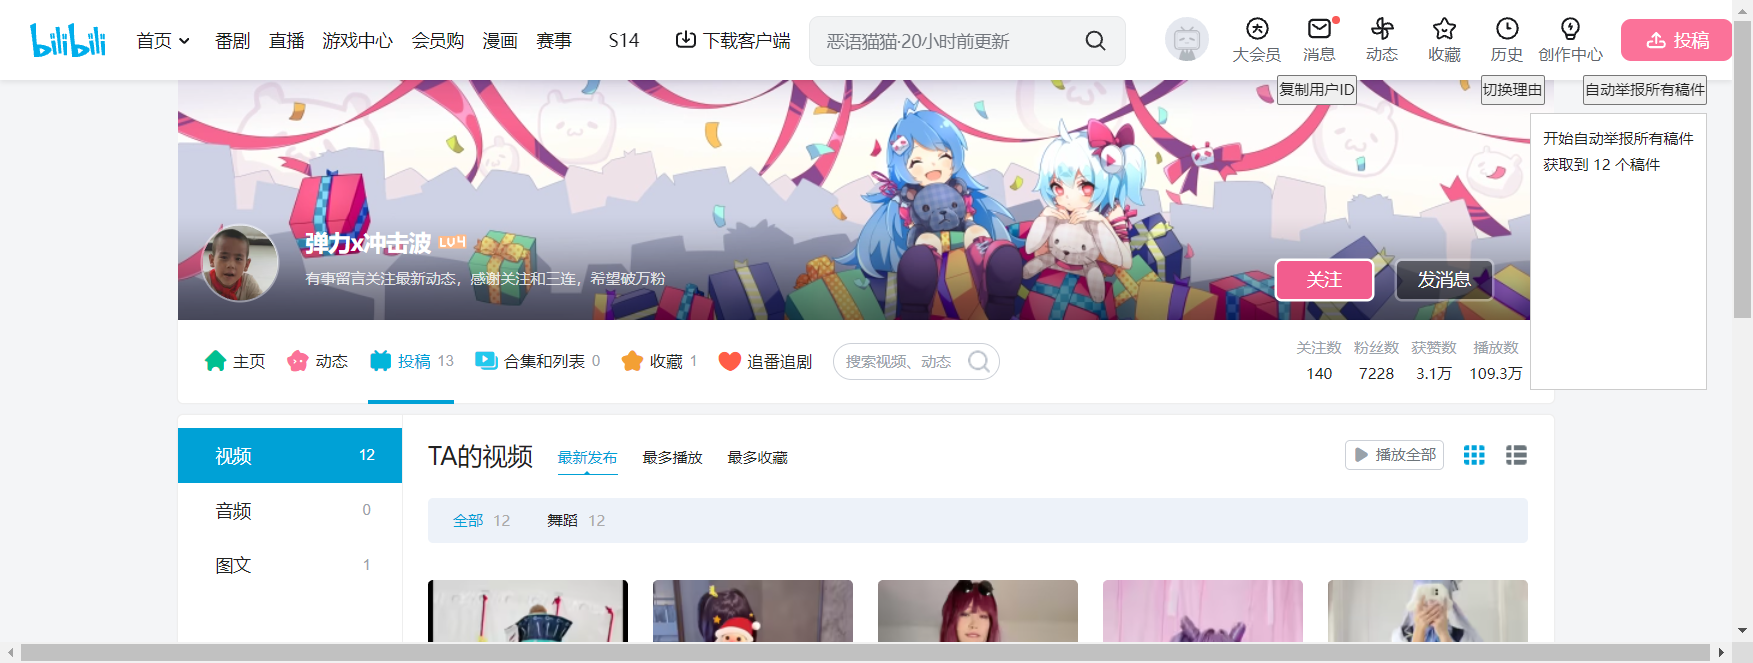 bilibili 首页 番剧 直播 游戏中心 会员购 漫画 赛事 S14 下载客户端 恶语猫猫·20小时前更新 大会员 消息 动态 收藏 历史 创作中心 投稿
复制用户ID 切换理由 自动举报所有稿件
开始自动举报所有稿件
获取到 12 个稿件
弹力x冲击波 LV4
有事留言关注最新动态，感谢关注和三连，希望破万粉
关注 发消息
主页 动态 投稿 13 合集和列表 0 收藏 1 追番追剧 搜索视频、动态
关注数 粉丝数 获赞数 播放数
140 7228 3.1万 109.3万
视频 12
音频 0
图文 1
TA的视频 最新发布 最多播放 最多收藏 播放全部
全部 12 舞蹈 12